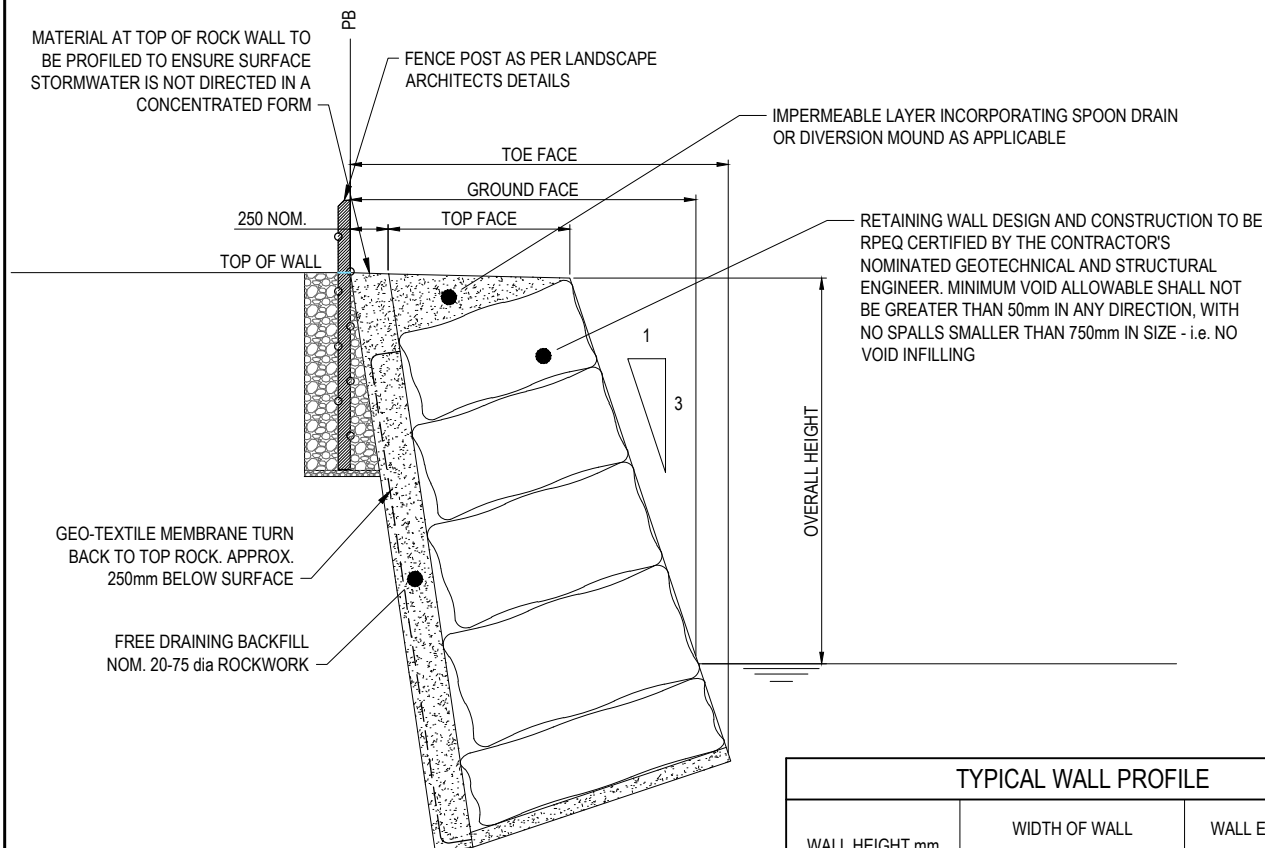 PB
MATERIAL AT TOP OF ROCK WALL TO
BE PROFILED TO ENSURE SURFACE
STORMWATER IS NOT DIRECTED IN A
CONCENTRATED FORM
FENCE POST AS PER LANDSCAPE
ARCHITECTS DETAILS
IMPERMEABLE LAYER INCORPORATING SPOON DRAIN
OR DIVERSION MOUND AS APPLICABLE
TOE FACE
GROUND FACE
250 NOM.
TOP FACE
TOP OF WALL
RETAINING WALL DESIGN AND CONSTRUCTION TO BE
RPEQ CERTIFIED BY THE CONTRACTOR'S
NOMINATED GEOTECHNICAL AND STRUCTURAL
ENGINEER. MINIMUM VOID ALLOWABLE SHALL NOT
BE GREATER THAN 50mm IN ANY DIRECTION, WITH
NO SPALLS SMALLER THAN 750mm IN SIZE - i.e. NO
VOID INFILLING
1
3
OVERALL HEIGHT
GEO-TEXTILE MEMBRANE TURN
BACK TO TOP ROCK. APPROX.
250mm BELOW SURFACE
FREE DRAINING BACKFILL
NOM. 20-75 dia ROCKWORK
TYPICAL WALL PROFILE
WALL HEIGHT mm
WIDTH OF WALL
WALL E